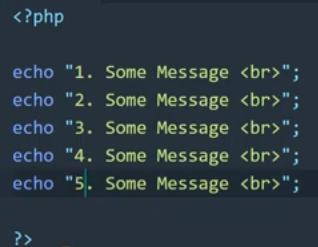 <?php
echo "1. Some Message <br>";
echo "2. Some Message <br>";
echo "3. Some Message <br>";
echo "4. Some Message <br>";
echo "5. Some Message <br>";
?>